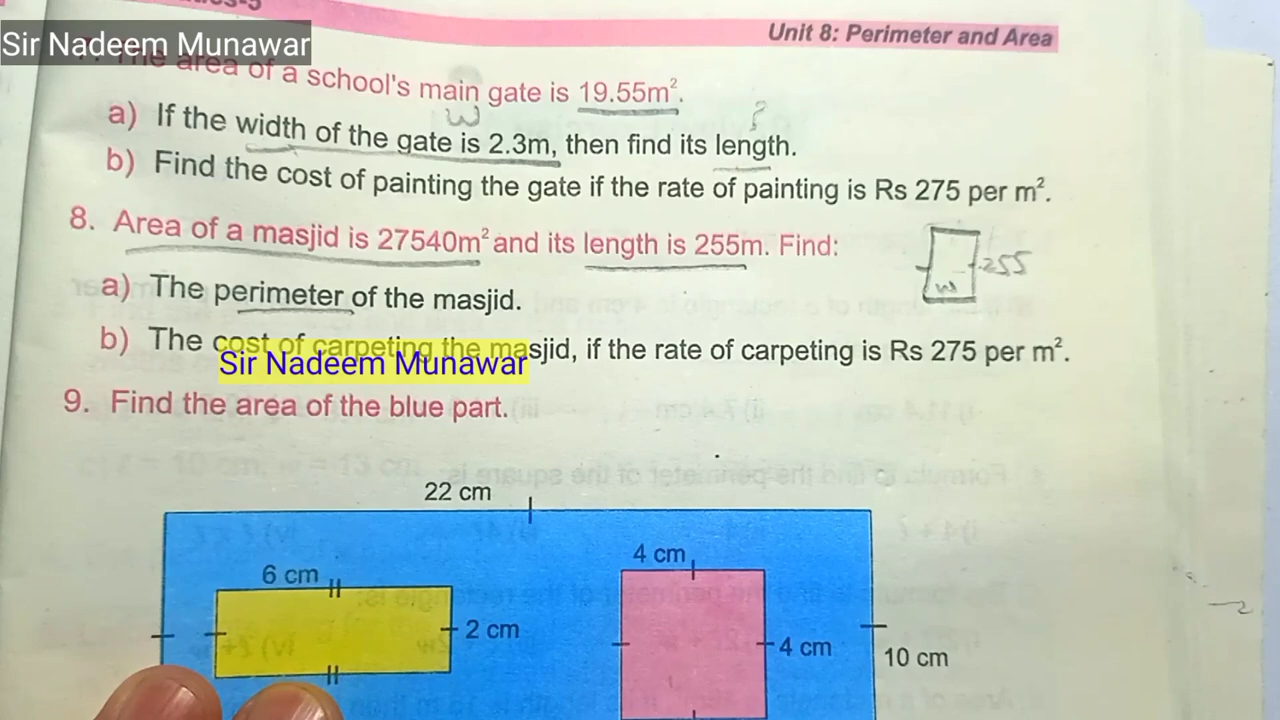 Sir Nadeem Munawar
Unit 8: Perimeter and Area
7. The area of a school's main gate is 19.55m².
w
?
a) If the width of the gate is 2.3m, then find its length.
b) Find the cost of painting the gate if the rate of painting is Rs 275 per m².
8. Area of a masjid is 27540m² and its length is 255m. Find:
255
w
a) The perimeter of the masjid.
b) The cost of carpeting the masjid, if the rate of carpeting is Rs 275 per m².
Sir Nadeem Munawar
9. Find the area of the blue part.
22 cm
4 cm
6 cm
2 cm
4 cm
10 cm